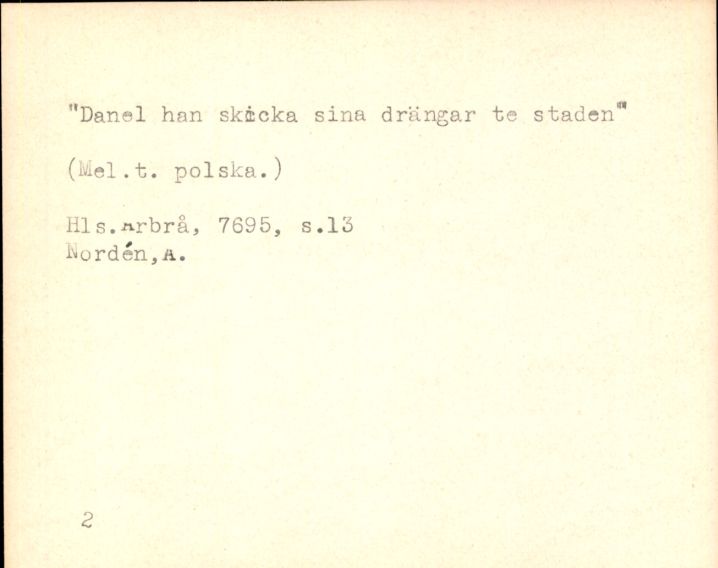 "Danel han skicka sina drängar te staden"
(Mel.t. polska.)
Hls.Arbrå, 7695, s.13
Nordén,A.
2